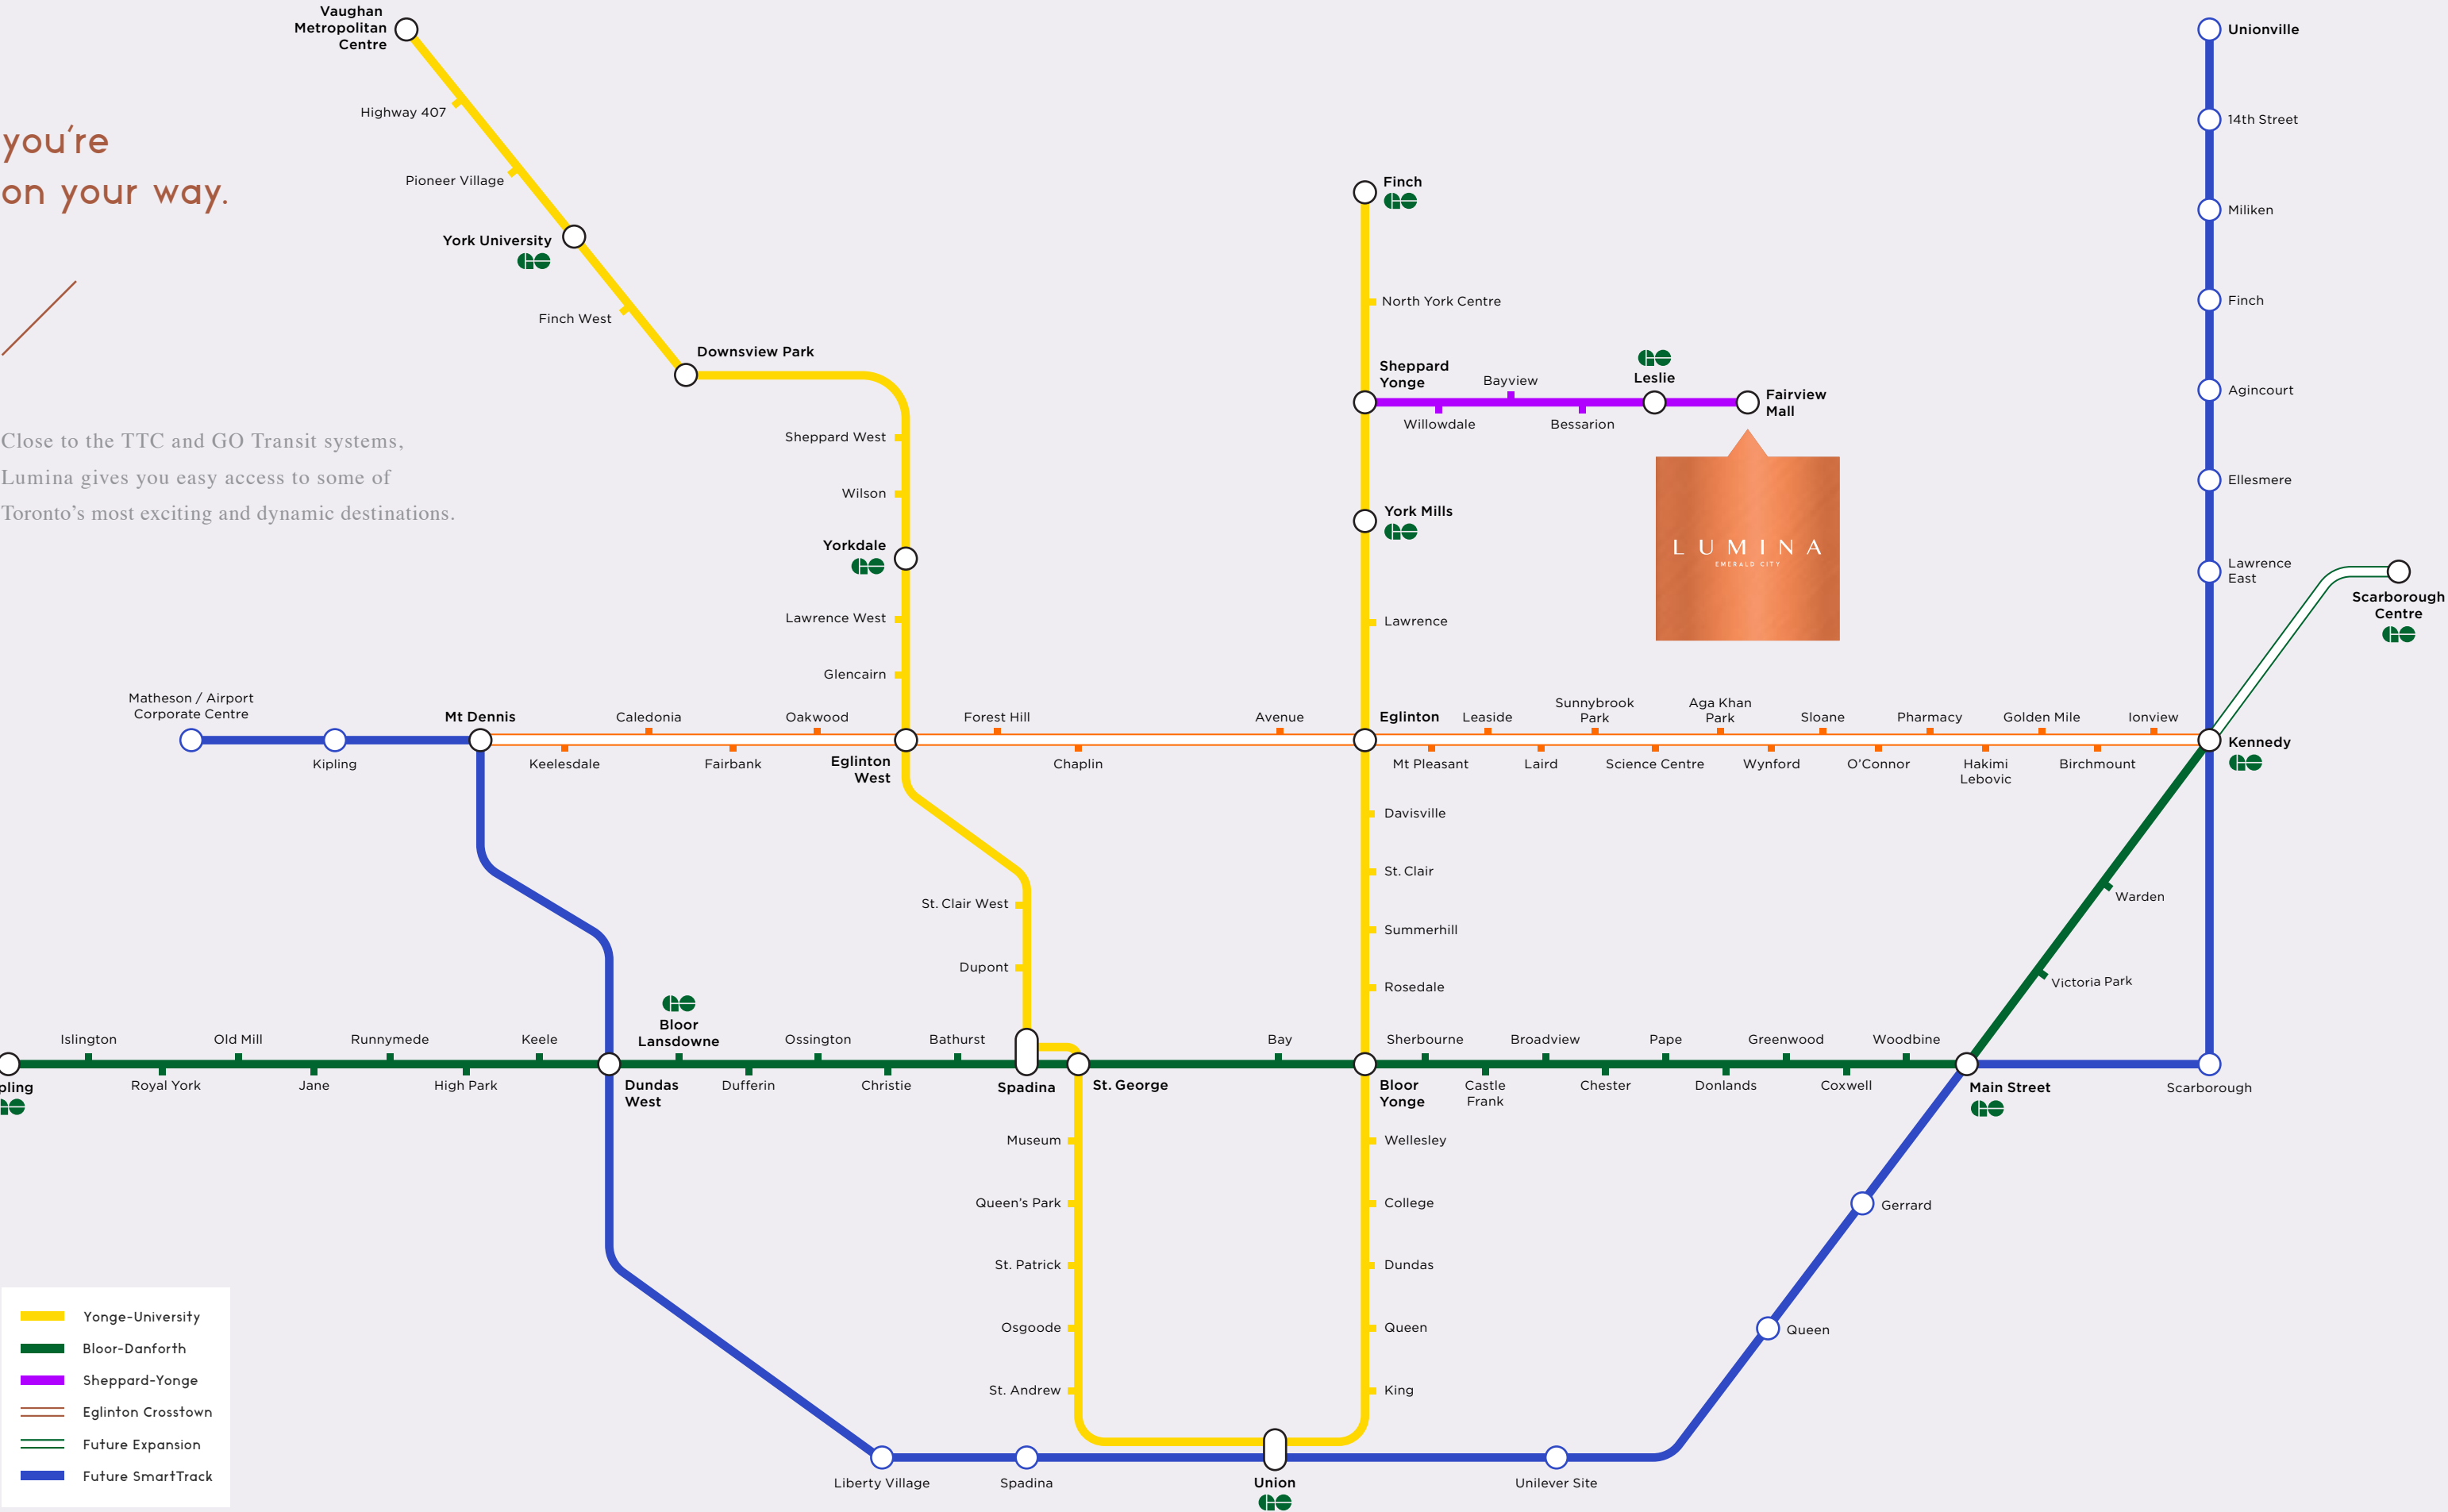 Vaughan
Metropolitan
Centre
Unionville
Highway 407
14th Street
you're
on your way.
Pioneer Village
Finch
Miliken
York University
GO
North York Centre
Finch
Finch West
Downsview Park
Sheppard
Yonge
Bayview
Leslie
Fairview
Mall
Agincourt
Willowdale
Bessarion
Close to the TTC and GO Transit systems,
Lumina gives you easy access to some of
Toronto's most exciting and dynamic destinations.
Sheppard West
Wilson
Ellesmere
York Mills
GO
Yorkdale
GO
LUMINA
EMERALD CITY
Lawrence
East
Scarborough
Centre
GO
Lawrence West
Lawrence
Glencairn
Matheson / Airport
Corporate Centre
Mt Dennis
Caledonia
Oakwood
Forest Hill
Avenue
Eglinton
Leaside
Sunnybrook
Park
Aga Khan
Park
Sloane
Pharmacy
Golden Mile
Ionview
Kennedy
GO
Kipling
Keelesdale
Fairbank
Eglinton
West
Chaplin
Mt Pleasant
Laird
Science Centre
Wynford
O'Connor
Hakimi
Lebovic
Birchmount
Davisville
St. Clair
Warden
St. Clair West
Summerhill
Dupont
Victoria Park
Rosedale
GO
Bloor
Lansdowne
Islington
Old Mill
Runnymede
Keele
Ossington
Bathurst
Bay
Sherbourne
Broadview
Pape
Greenwood
Woodbine
pling
GO
Royal York
Jane
High Park
Dundas
West
Dufferin
Christie
Spadina
St. George
Bloor
Yonge
Castle
Frank
Chester
Donlands
Coxwell
Main Street
GO
Scarborough
Museum
Wellesley
Queen's Park
College
Gerrard
St. Patrick
Dundas
Osgoode
Queen
Queen
St. Andrew
King
Liberty Village
Spadina
Union
GO
Unilever Site
Yonge-University
Bloor-Danforth
Sheppard-Yonge
Eglinton Crosstown
Future Expansion
Future SmartTrack